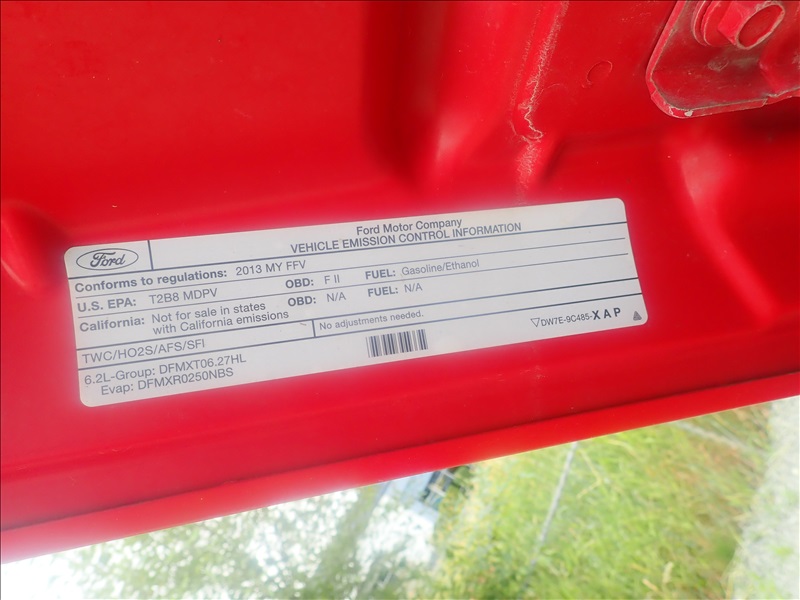 Ford
Ford Motor Company
VEHICLE EMISSION CONTROL INFORMATION
Conforms to regulations: 2013 MY FFV
U.S. EPA: T2B8 MDPV OBD: F II FUEL: Gasoline/Ethanol
California: Not for sale in states with California emissions OBD: N/A FUEL: N/A
TWC/HO2S/AFS/SFI No adjustments needed.
6.2L-Group: DFMXT06.27HL
Evap: DFMXR0250NBS
DW7E-9C485-XAP